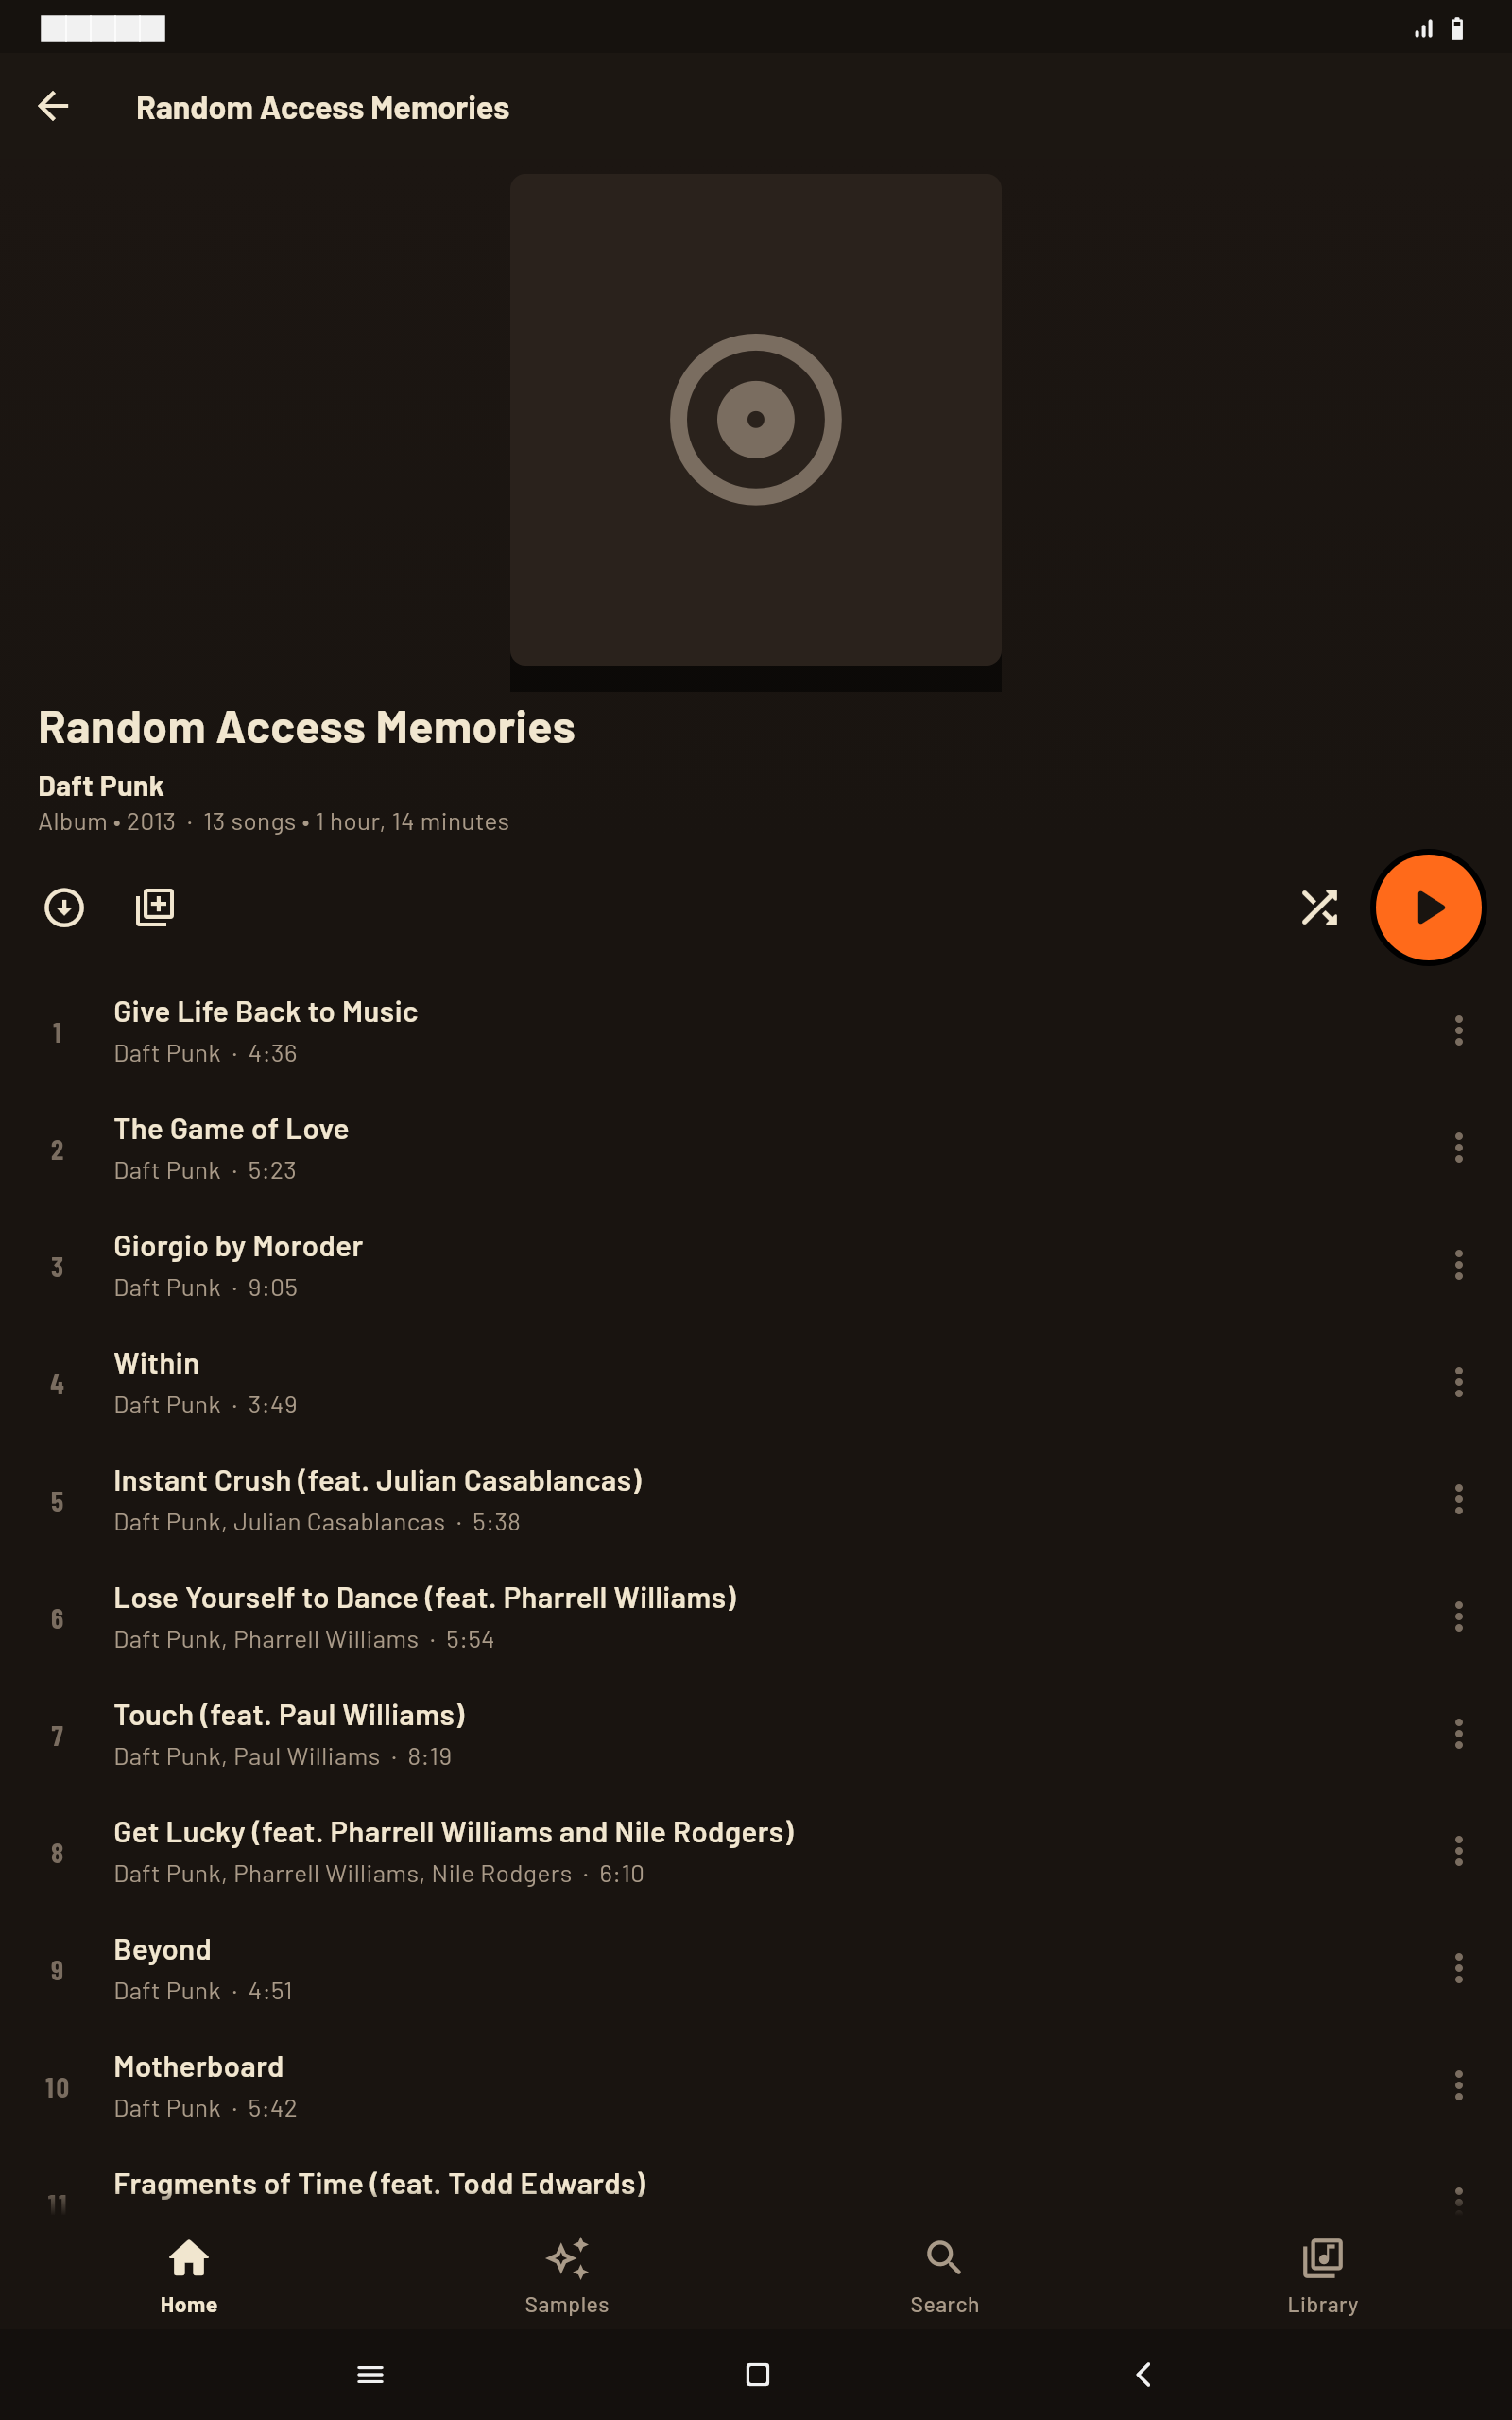 Random Access Memories
Random Access Memories
Daft Punk
Album • 2013 · 13 songs • 1 hour, 14 minutes
1
Give Life Back to Music
Daft Punk · 4:36
2
The Game of Love
Daft Punk · 5:23
3
Giorgio by Moroder
Daft Punk · 9:05
4
Within
Daft Punk · 3:49
5
Instant Crush (feat. Julian Casablancas)
Daft Punk, Julian Casablancas · 5:38
6
Lose Yourself to Dance (feat. Pharrell Williams)
Daft Punk, Pharrell Williams · 5:54
7
Touch (feat. Paul Williams)
Daft Punk, Paul Williams · 8:19
8
Get Lucky (feat. Pharrell Williams and Nile Rodgers)
Daft Punk, Pharrell Williams, Nile Rodgers · 6:10
9
Beyond
Daft Punk · 4:51
10
Motherboard
Daft Punk · 5:42
11
Fragments of Time (feat. Todd Edwards)
Home
Samples
Search
Library